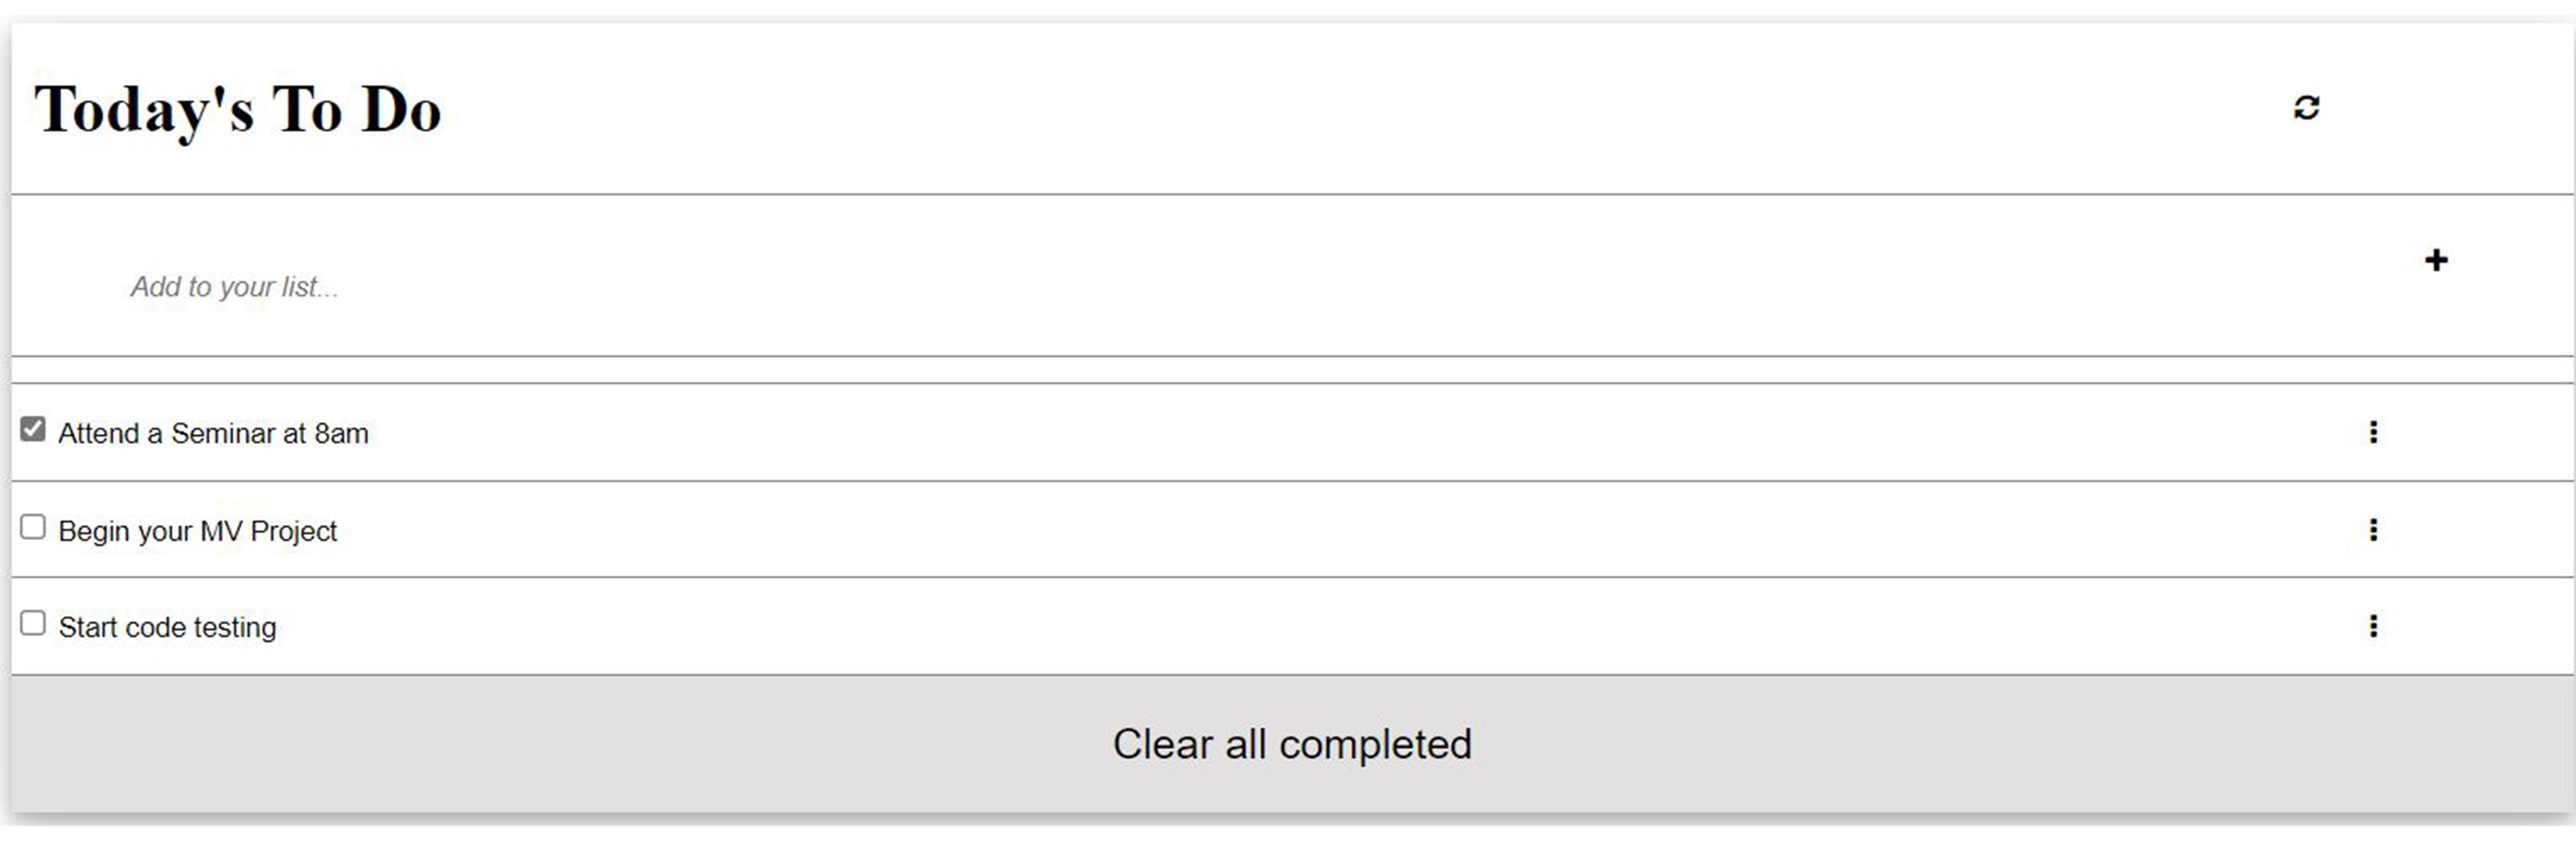 Today's To Do
Add to your list...
Attend a Seminar at 8am
Begin your MV Project
Start code testing
Clear all completed